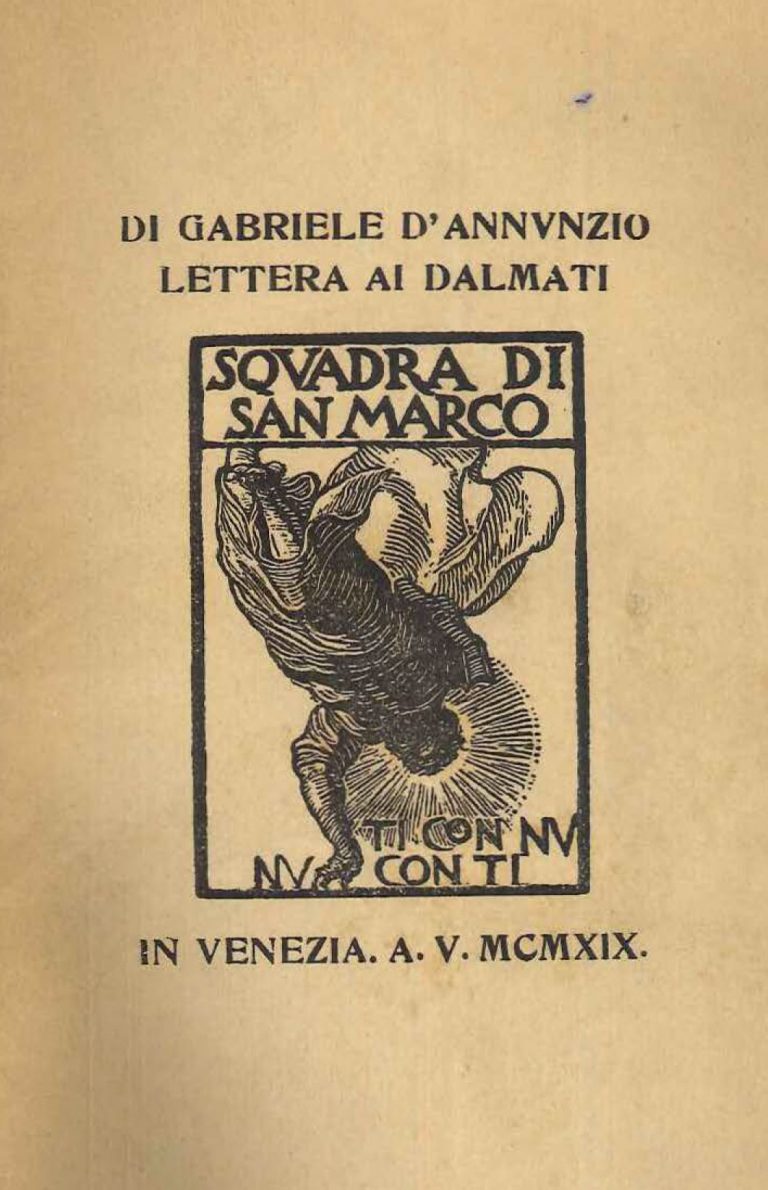 DI GABRIELE D'ANNVNZIO
LETTERA AI DALMATI
SQVADRA DI
SAN MARCO
TI CON NV
NV CON TI
IN VENEZIA. A. V. MCMXIX.